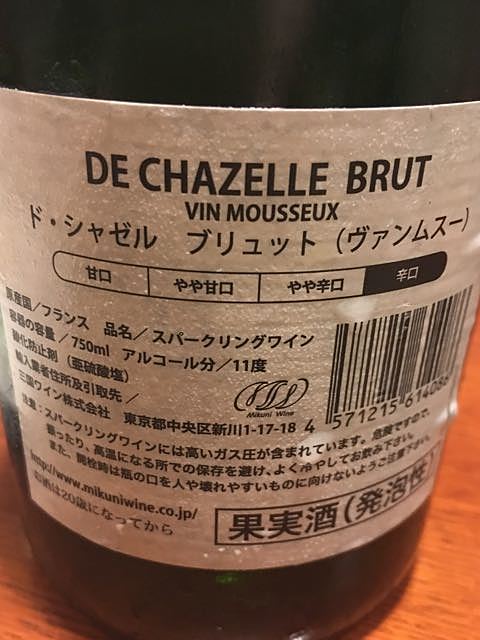 DE CHAZELLE BRUT
VIN MOUSSEUX
ド・シャゼル ブリュット(ヴァンムスー)
甘口 やや甘口 やや辛口 辛口
原産国/フランス 品名/スパークリングワイン
容器の容量/750ml アルコール分/11度
酸化防止剤(亜硫酸塩)
輸入業者住所及引取先/
三国ワイン株式会社 東京都中央区新川1-17-18
Mikuni Wine
4 571215 61408
注意:スパークリングワインには高いガス圧が含まれています。危険ですので、
振ったり、高温になる所での保存を避け、よく冷やしてお飲み下さい。
また、開栓時は瓶の口を人や壊れやすいものに向けないようご注意下さい。
http://www.mikuniwine.co.jp/
お酒は20歳になってから
果実酒(発泡性)